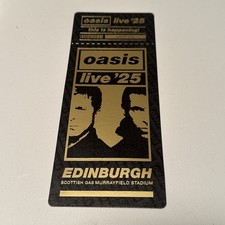 oasis live '25
this is happening!
oasis
live '25
EDINBURGH
SCOTTISH GAS MURRAYFIELD STADIUM